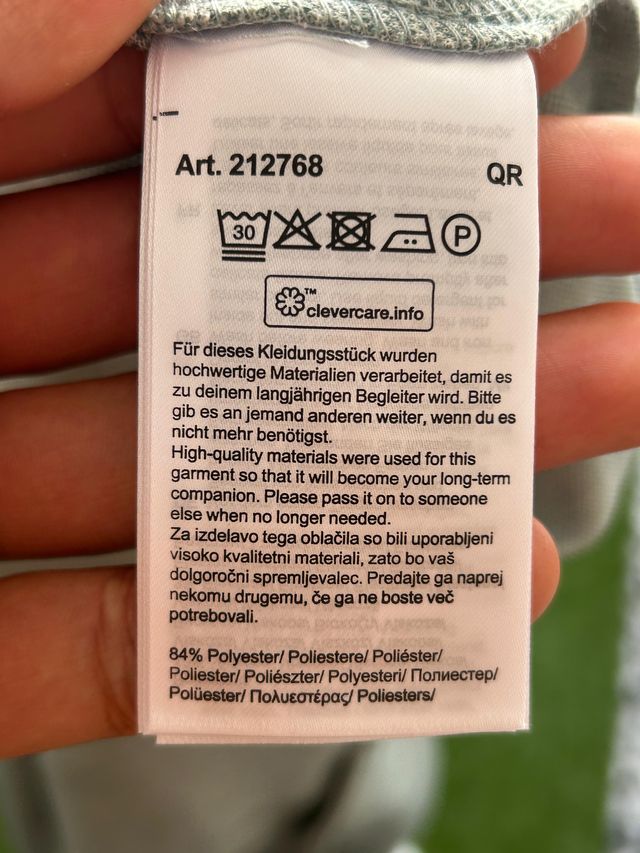 Art. 212768 QR
30 P
™ clevercare.info
Für dieses Kleidungsstück wurden
hochwertige Materialien verarbeitet, damit es
zu deinem langjährigen Begleiter wird. Bitte
gib es an jemand anderen weiter, wenn du es
nicht mehr benötigst.
High-quality materials were used for this
garment so that it will become your long-term
companion. Please pass it on to someone
else when no longer needed.
Za izdelavo tega oblačila so bili uporabljeni
visoko kvalitetni materiali, zato bo vaš
dolgoročni spremljevalec. Predajte ga naprej
nekomu drugemu, če ga ne boste več
potrebovali.
84% Polyester/ Poliestere/ Poliéster/
Poliester/ Poliészter/ Polyesteri/ Полиестер/
Polüester/ Πολυεστέρας/ Poliesters/